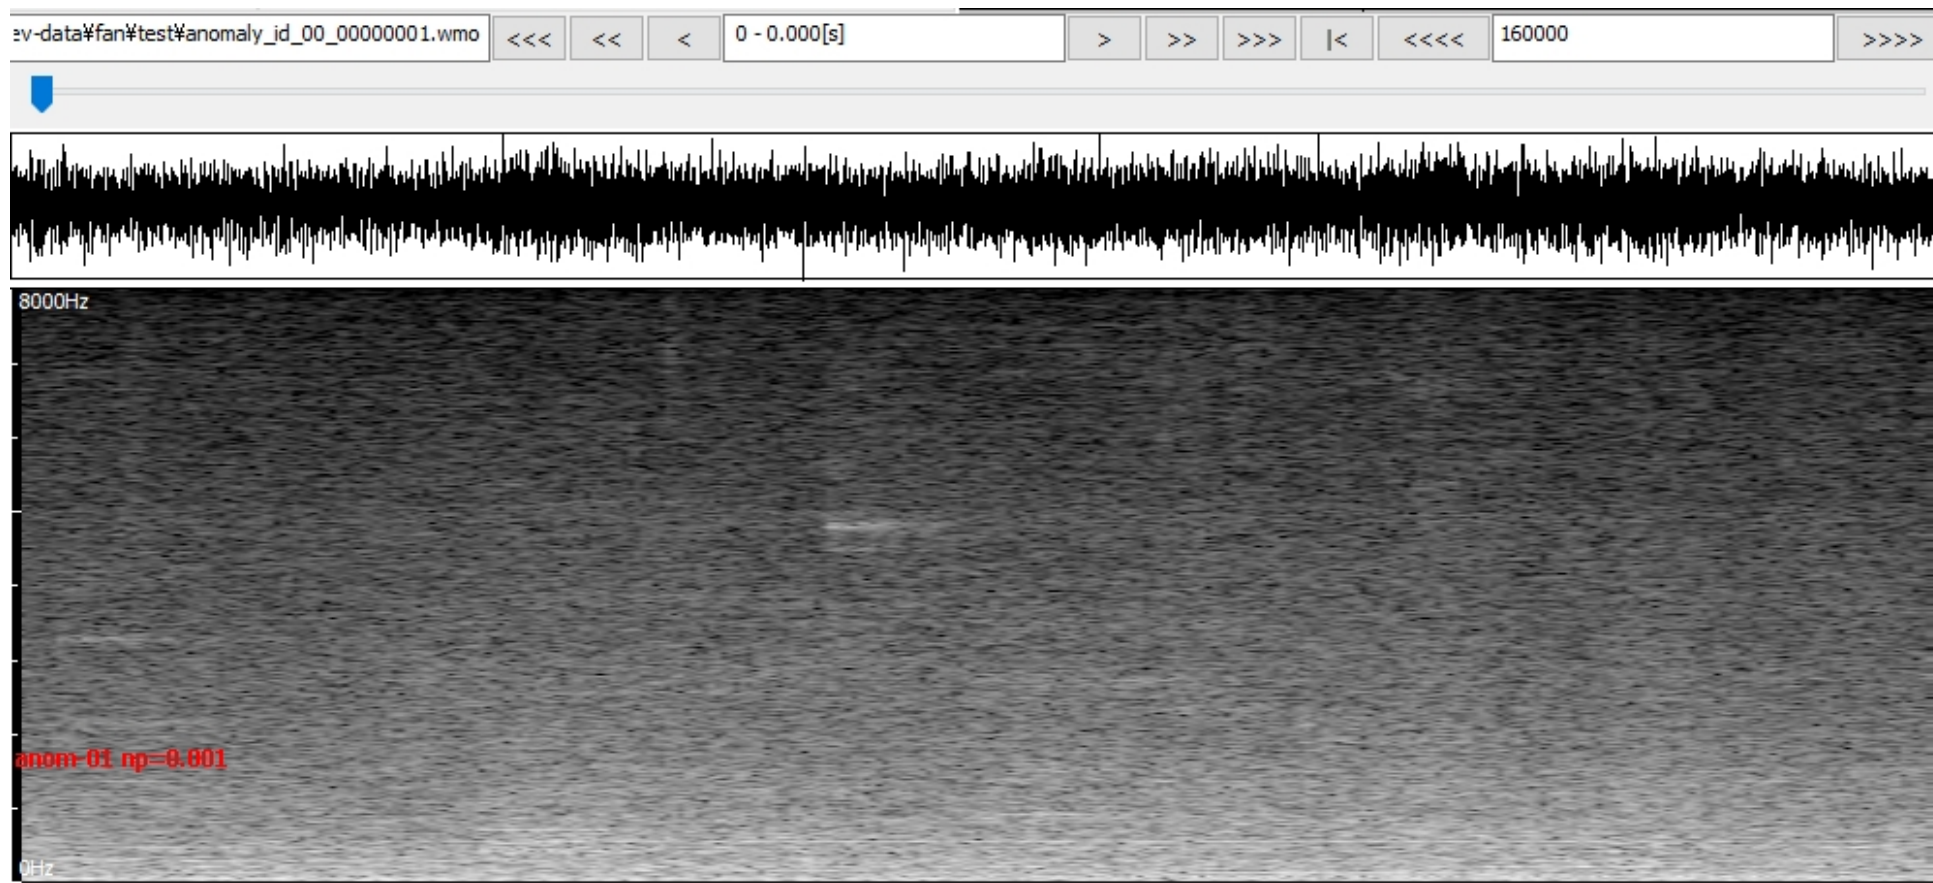 ev-data¥fan¥test¥anomaly_id_00_00000001.wmo <<< << < 0 - 0.000[s] > >> >>> |< <<<< 160000 >>>>
8000Hz
anom-01 np=0.001
0Hz